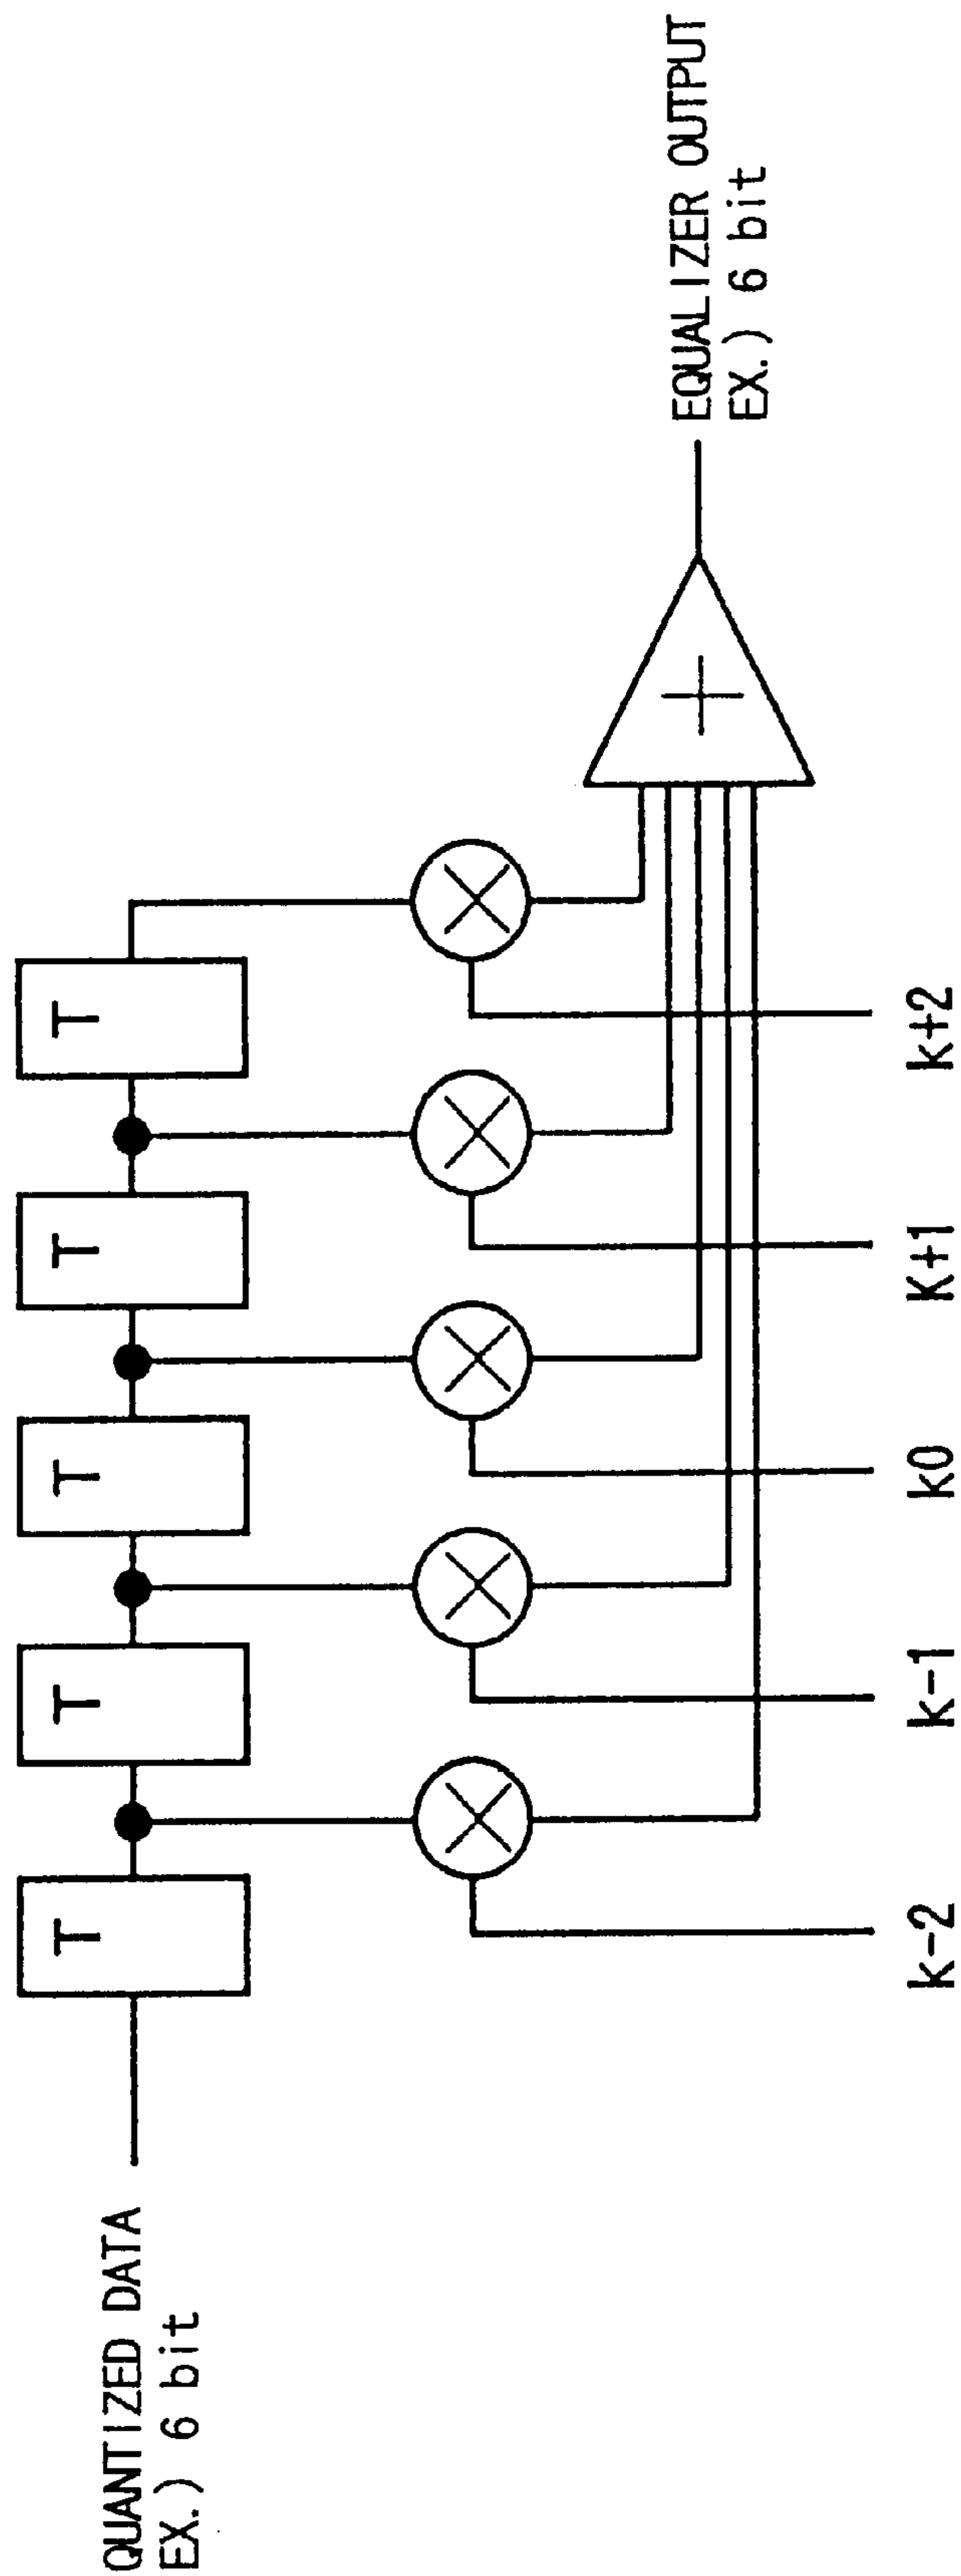 QUANTIZED DATA
EX.) 6 bit
T
T
T
T
T
k-2
k-1
k0
K+1
k+2
+
EQUALIZER OUTPUT
EX.) 6 bit